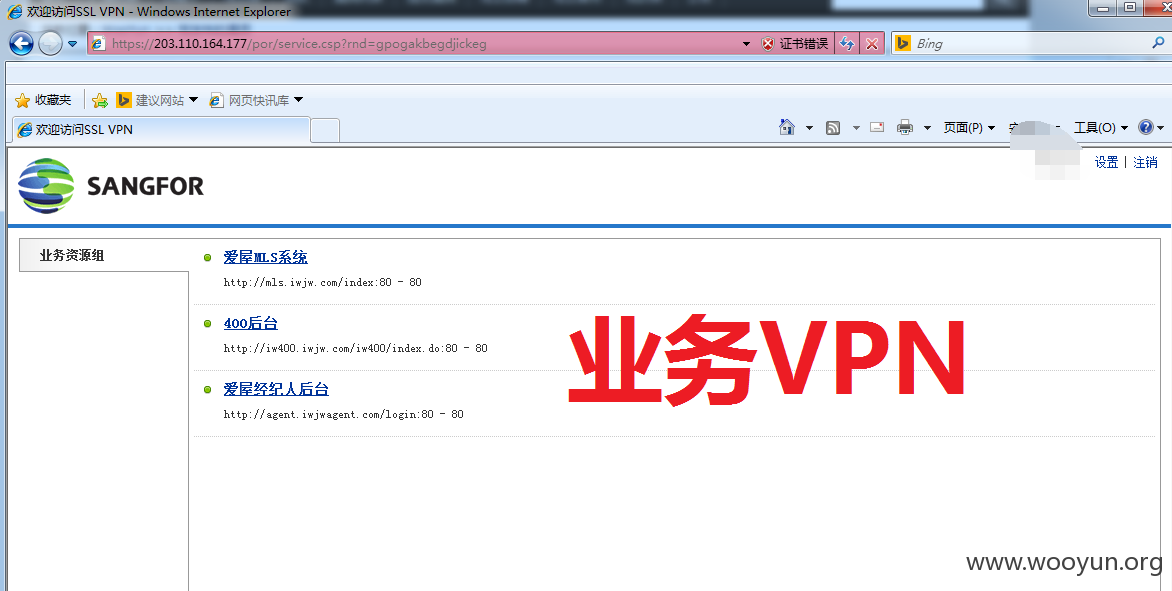 欢迎访问SSL VPN - Windows Internet Explorer
https://203.110.164.177/por/service.csp?rnd=gpogakbegdjickeg
证书错误
Bing
收藏夹
建议网站
网页快讯库
欢迎访问SSL VPN
页面(P)
工具(O)
设置 | 注销
SANGFOR
业务资源组
爱屋MLS系统
http://mls.iwjw.com/index:80 - 80
400后台
http://iw400.iwjw.com/iw400/index.do:80 - 80
爱屋经纪人后台
http://agent.iwjwagent.com/login:80 - 80
业务VPN
www.wooyun.org